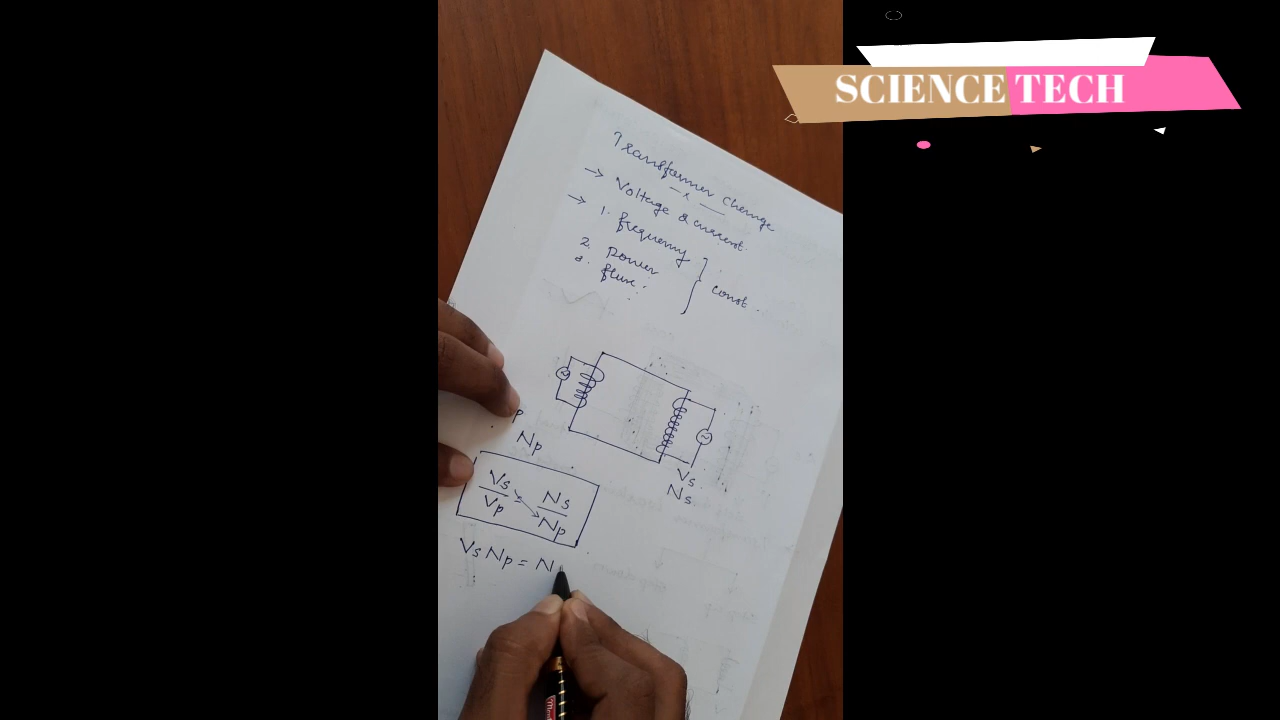 SCIENCE TECH
Transformer Change
x
→ Voltage & current.
→ 1. frequency
2. Power
3. flux.
} const.
P
Np
Vs
Ns
Vs/Vp = Ns/Np
Vs Np = N